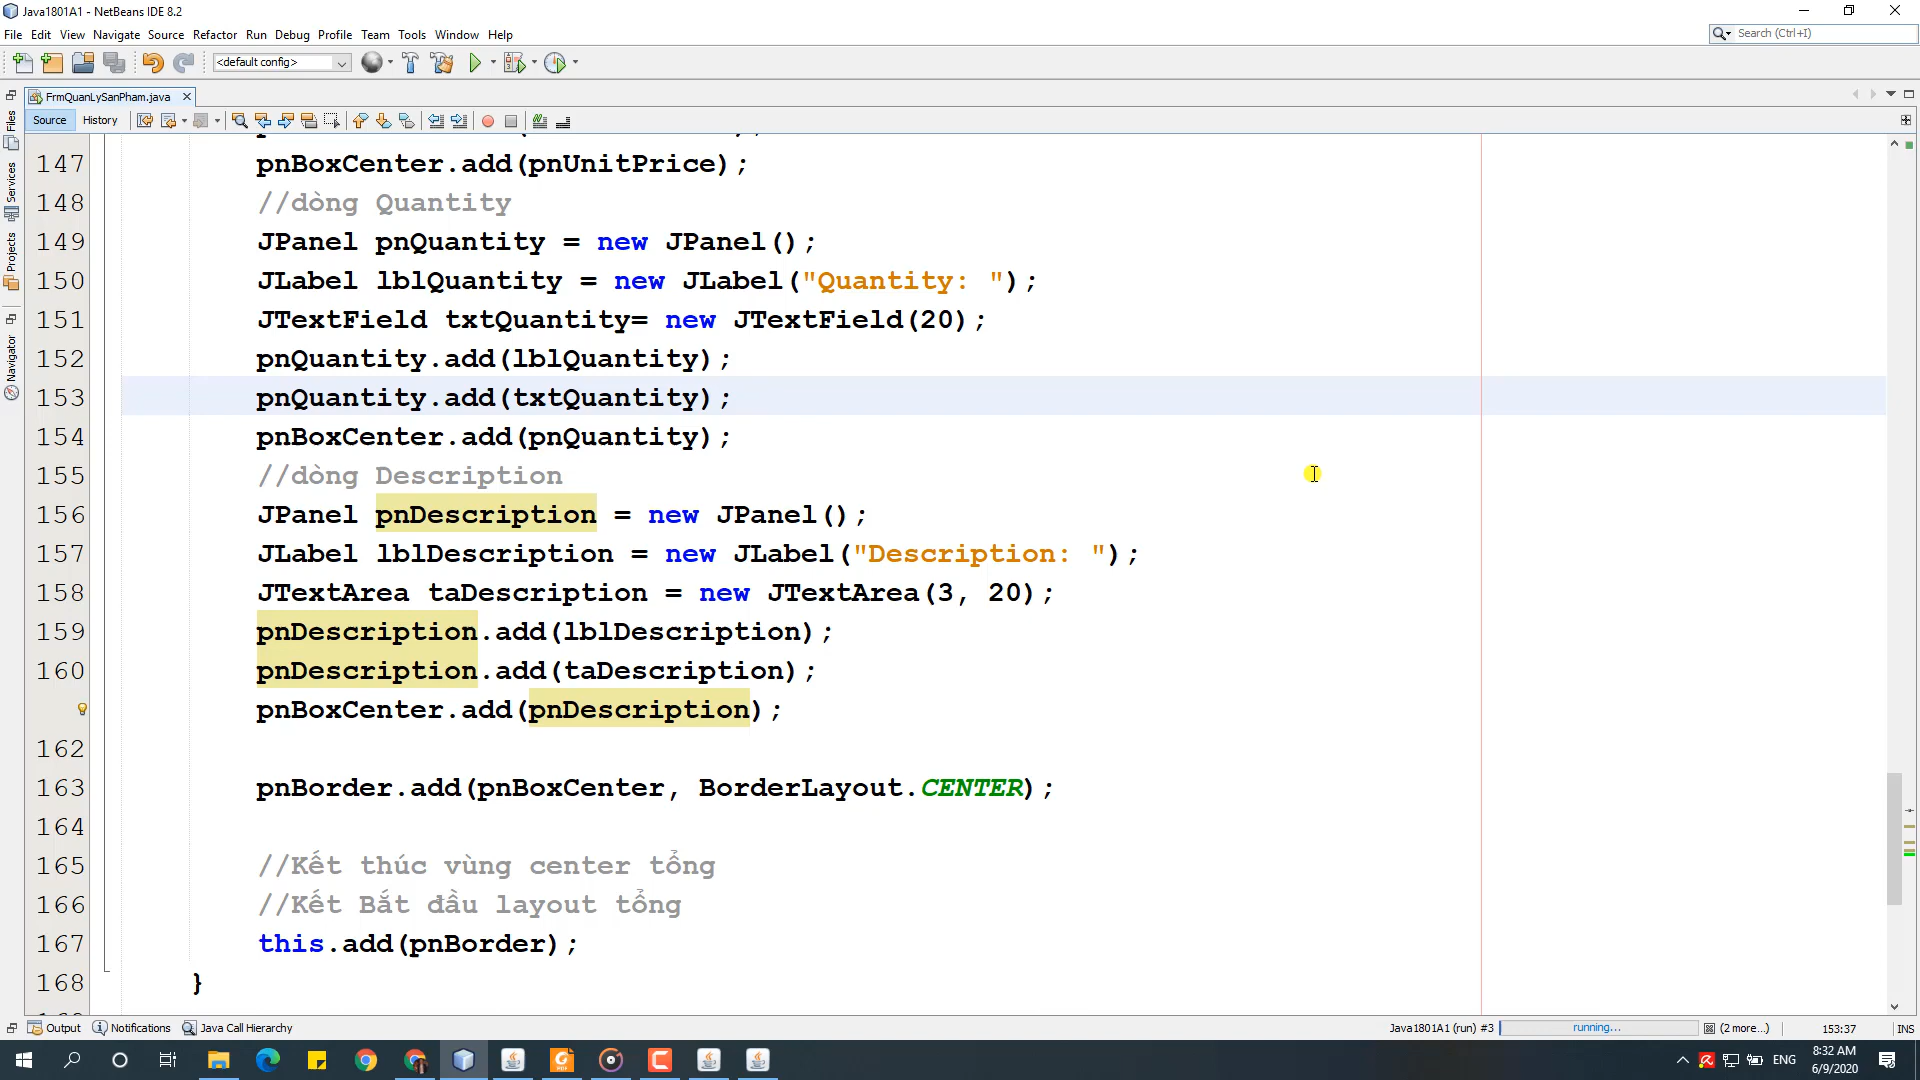 Java1801A1 - NetBeans IDE 8.2
File Edit View Navigate Source Refactor Run Debug Profile Team Tools Window Help
Search (Ctrl+I)
<default config>
FrmQuanLySanPham.java
Source History
Files
Services
Projects
Navigator
147 pnBoxCenter.add(pnUnitPrice);
148 //dòng Quantity
149 JPanel pnQuantity = new JPanel();
150 JLabel lblQuantity = new JLabel("Quantity: ");
151 JTextField txtQuantity= new JTextField(20);
152 pnQuantity.add(lblQuantity);
153 pnQuantity.add(txtQuantity);
154 pnBoxCenter.add(pnQuantity);
155 //dòng Description
156 JPanel pnDescription = new JPanel();
157 JLabel lblDescription = new JLabel("Description: ");
158 JTextArea taDescription = new JTextArea(3, 20);
159 pnDescription.add(lblDescription);
160 pnDescription.add(taDescription);
pnBoxCenter.add(pnDescription);
162
163 pnBorder.add(pnBoxCenter, BorderLayout.CENTER);
164
165 //Kết thúc vùng center tổng
166 //Kết Bắt đầu layout tổng
167 this.add(pnBorder);
168 }
Output Notifications Java Call Hierarchy
Java1801A1 (run) #3 running... (2 more...) 153:37 INS
ENG
8:32 AM
6/9/2020